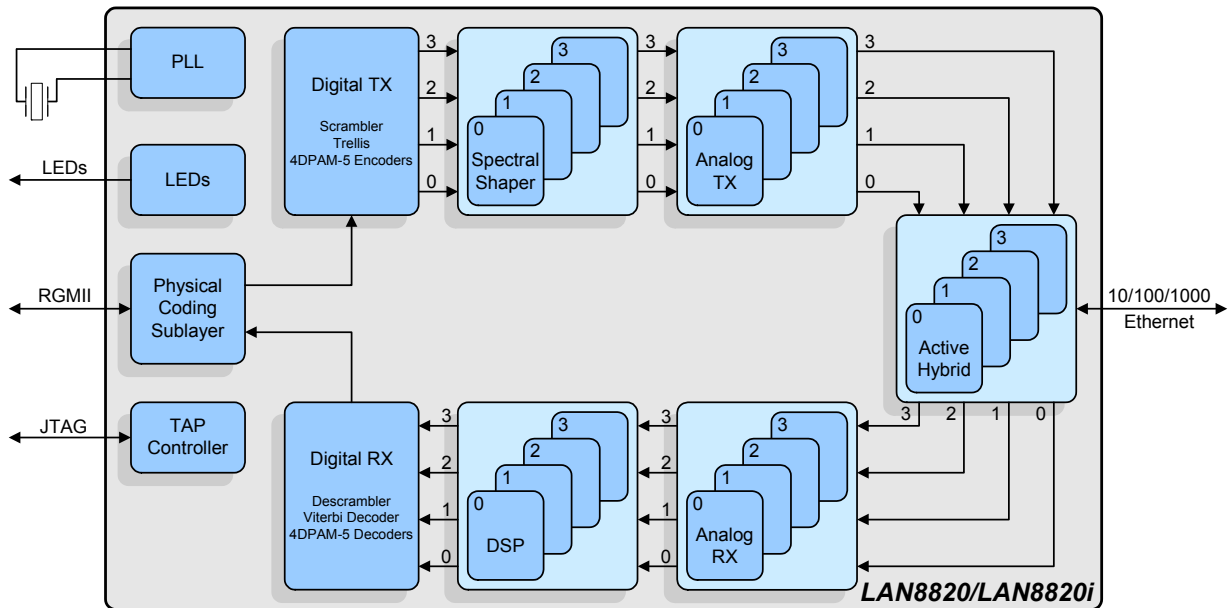 PLL
LEDs
LEDs
RGMII
Physical
Coding
Sublayer
JTAG
TAP
Controller
Digital TX
Scrambler
Trellis
4DPAM-5 Encoders
3
2
1
0
3
2
1
0
Spectral
Shaper
3
2
1
0
3
2
1
0
Analog
TX
3
2
1
0
3
2
1
0
Active
Hybrid
10/100/1000
Ethernet
3 2 1 0
Digital RX
Descrambler
Viterbi Decoder
4DPAM-5 Decoders
3
2
1
0
3
2
1
0
DSP
3
2
1
0
3
2
1
0
Analog
RX
LAN8820/LAN8820i